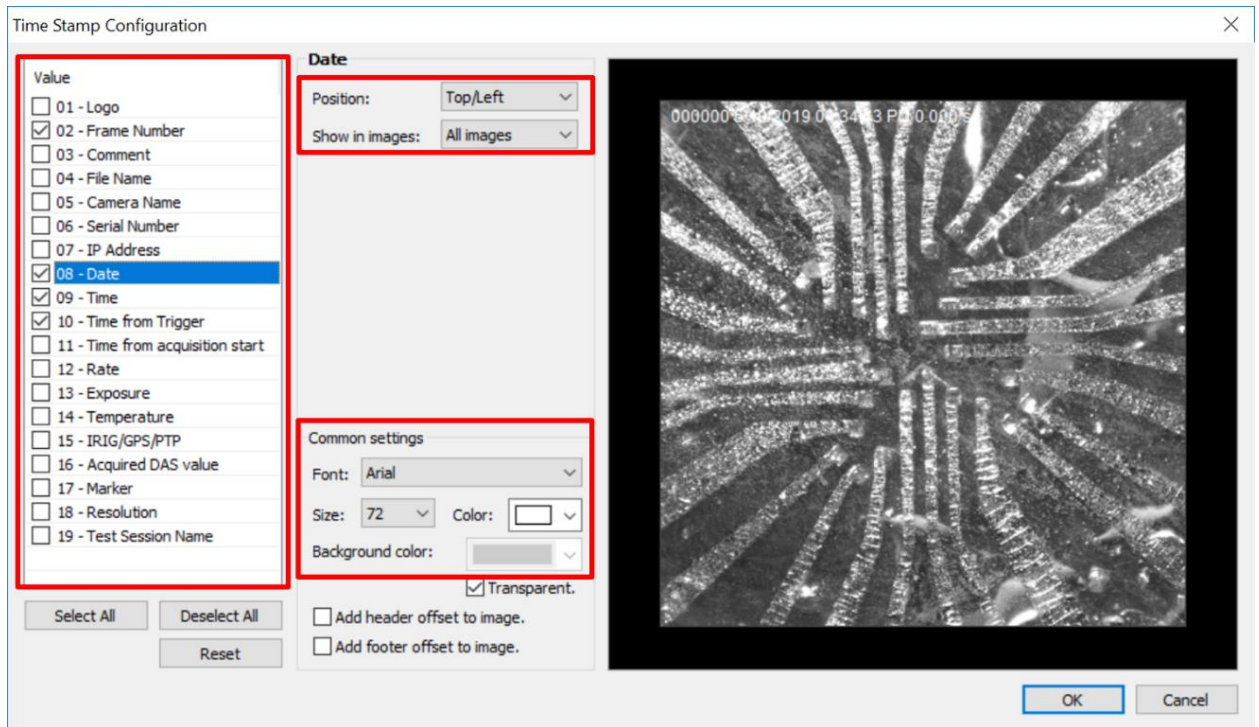 Time Stamp Configuration
Value
01 - Logo
02 - Frame Number
03 - Comment
04 - File Name
05 - Camera Name
06 - Serial Number
07 - IP Address
08 - Date
09 - Time
10 - Time from Trigger
11 - Time from acquisition start
12 - Rate
13 - Exposure
14 - Temperature
15 - IRIG/GPS/PTP
16 - Acquired DAS value
17 - Marker
18 - Resolution
19 - Test Session Name
Select All
Deselect All
Reset
Date
Position: Top/Left
Show in images: All images
Common settings
Font: Arial
Size: 72 Color:
Background color:
Transparent.
Add header offset to image.
Add footer offset to image.
000000
OK
Cancel